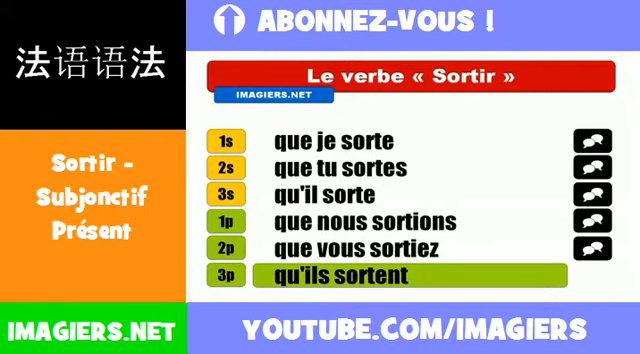 法语语法
ABONNEZ-VOUS !
Le verbe « Sortir »
IMAGIERS.NET
Sortir -
Subjonctif
Présent
1s que je sorte
2s que tu sortes
3s qu'il sorte
1p que nous sortions
2p que vous sortiez
3p qu'ils sortent
IMAGIERS.NET
YOUTUBE.COM/IMAGIERS